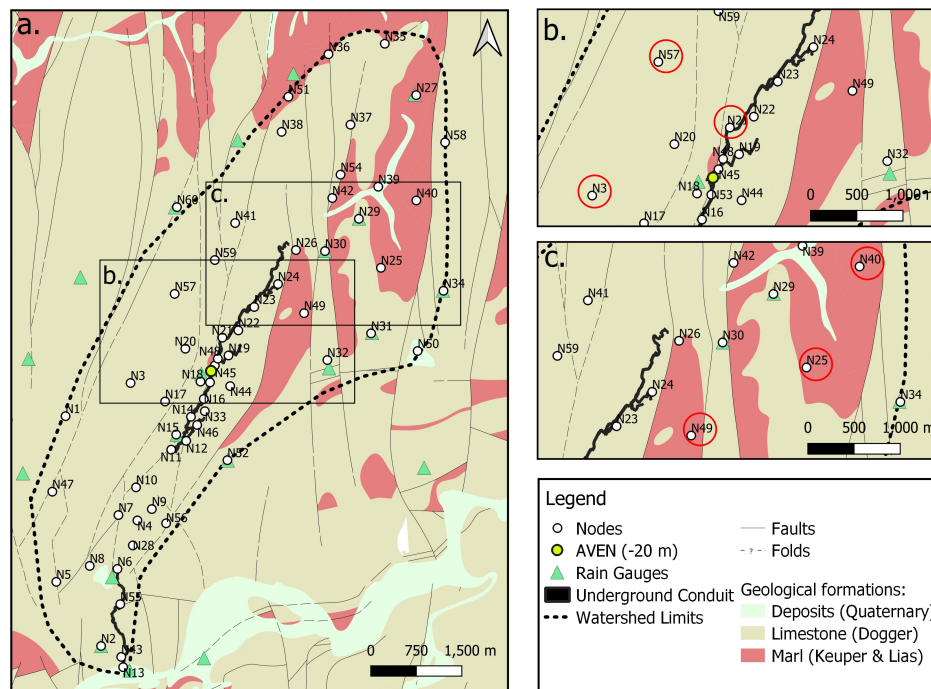 a.
N36
N35
N51
N27
N38
N37
N58
N54
N39
N42
N40
c.
N60
N41
N29
N26
N30
N59
N25
b.
N24
N34
N57
N23
N49
N22
N31
N21
N20
N19
N50
N48
N32
N45
N3
N18
N44
N17
N16
N1
N14
N33
N15
N46
N12
N11
N52
N10
N47
N9
N7
N4
N56
N28
N8
N6
N5
N55
N2
N43
N13
0 750 1,500 m
b.
N59
N24
N57
N23
N49
N22
N21
N20
N19
N48
N32
N45
N3
N18
N53
N44
N17
N16
0 500 1,000 m
c.
N39
N42
N40
N29
N41
N26
N30
N59
N25
N24
N34
N23
N49
0 500 1,000 m
Legend
Nodes
AVEN (-20 m)
Rain Gauges
Underground Conduit
Watershed Limits
Faults
- ? - Folds
Geological formations:
Deposits (Quaternary)
Limestone (Dogger)
Marl (Keuper & Lias)